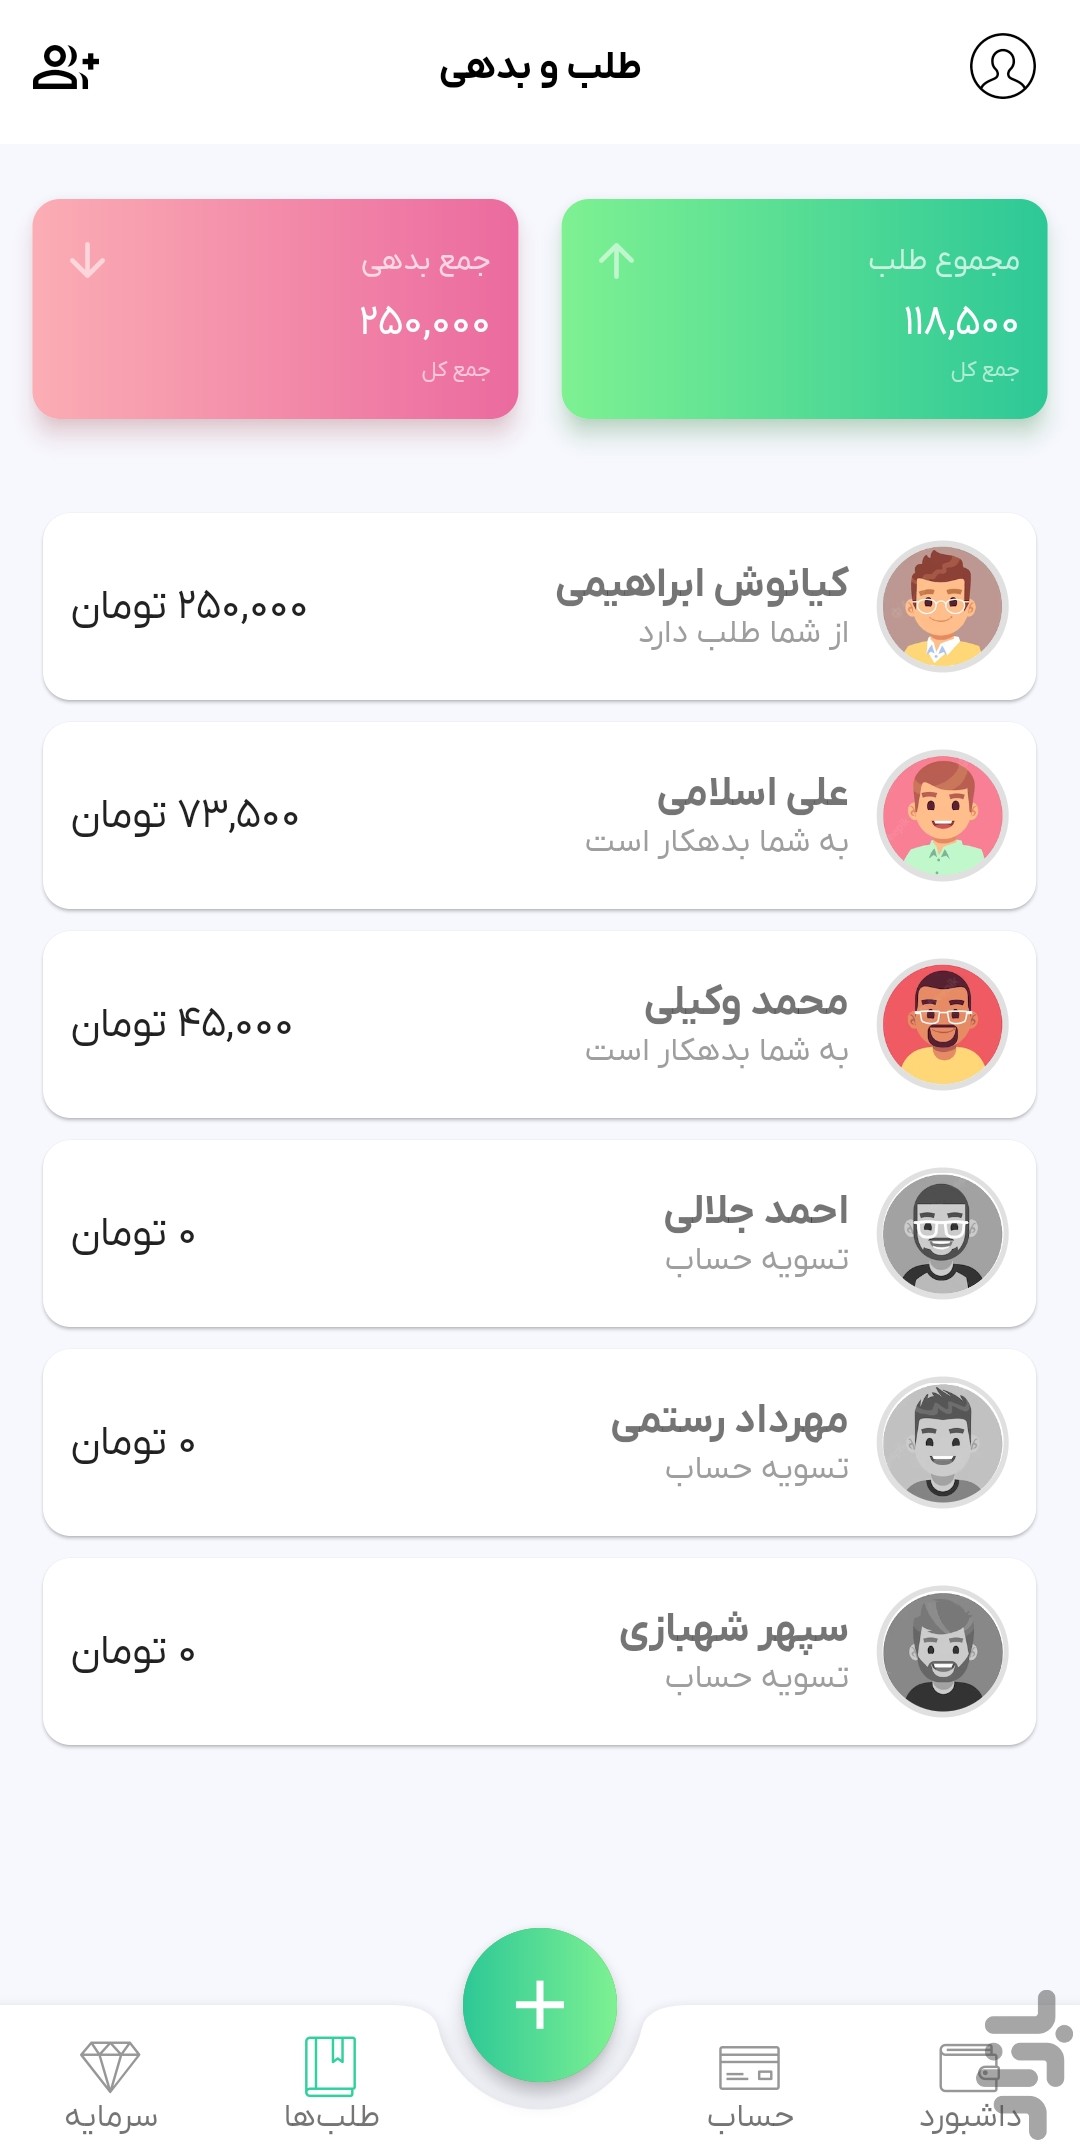 طلب و بدهی
مجموع طلب
۱۱۸,۵۰۰
جمع کل
جمع بدهی
۲۵۰,۰۰۰
جمع کل
کیانوش ابراهیمی
از شما طلب دارد
۲۵۰,۰۰۰ تومان
علی اسلامی
به شما بدهکار است
۷۳,۵۰۰ تومان
محمد وکیلی
به شما بدهکار است
۴۵,۰۰۰ تومان
احمد جلالی
تسویه حساب
۰ تومان
مهرداد رستمی
تسویه حساب
۰ تومان
سپهر شهبازی
تسویه حساب
۰ تومان
داشبورد
حساب
طلب‌ها
سرمایه